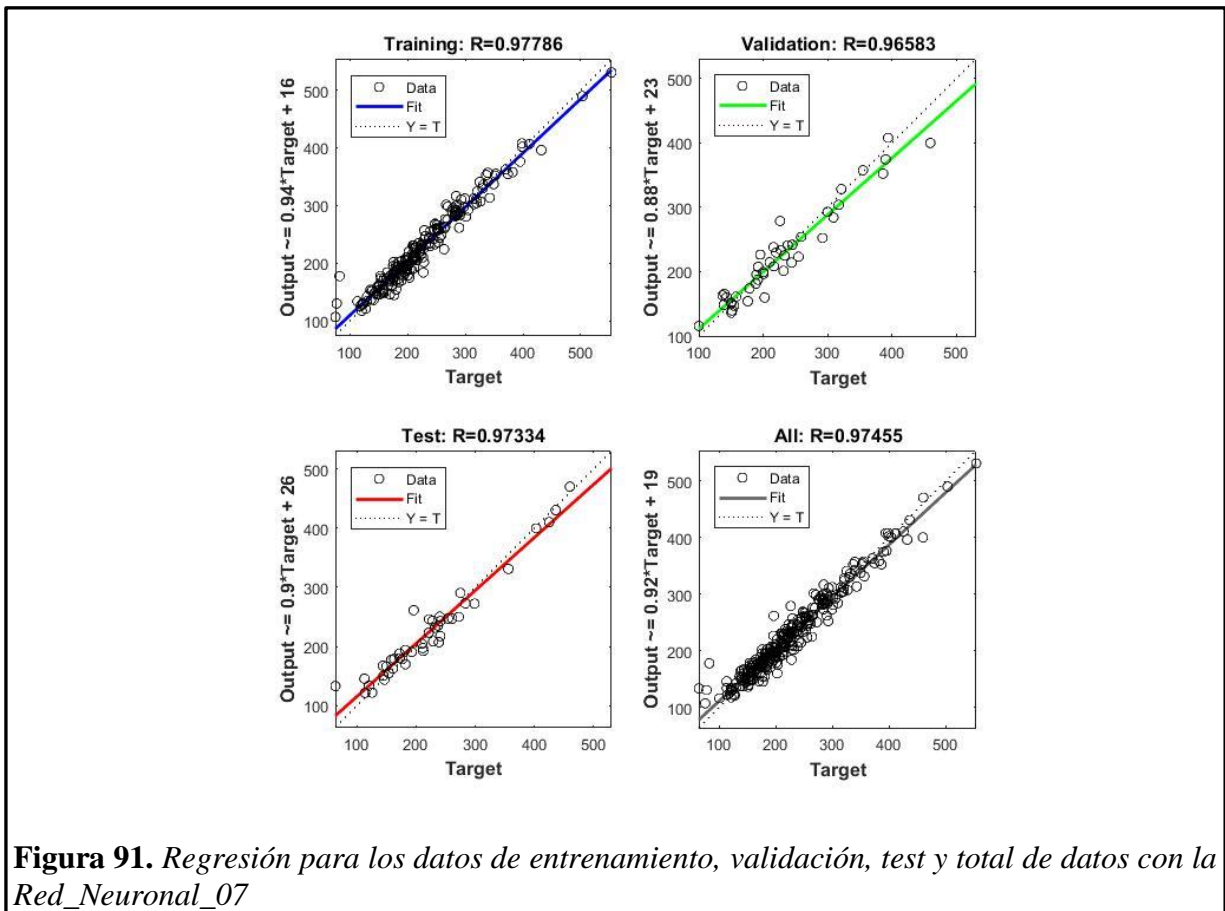 Training: R=0.97786
Output ~= 0.94*Target + 16
500
400
300
200
100
Data
Fit
Y = T
100 200 300 400 500
Target
Validation: R=0.96583
Output ~= 0.88*Target + 23
500
400
300
200
100
Data
Fit
Y = T
100 200 300 400 500
Target
Test: R=0.97334
Output ~= 0.9*Target + 26
500
400
300
200
100
Data
Fit
Y = T
100 200 300 400 500
Target
All: R=0.97455
Output ~= 0.92*Target + 19
500
400
300
200
100
Data
Fit
Y = T
100 200 300 400 500
Target
Figura 91. Regresión para los datos de entrenamiento, validación, test y total de datos con la
Red_Neuronal_07